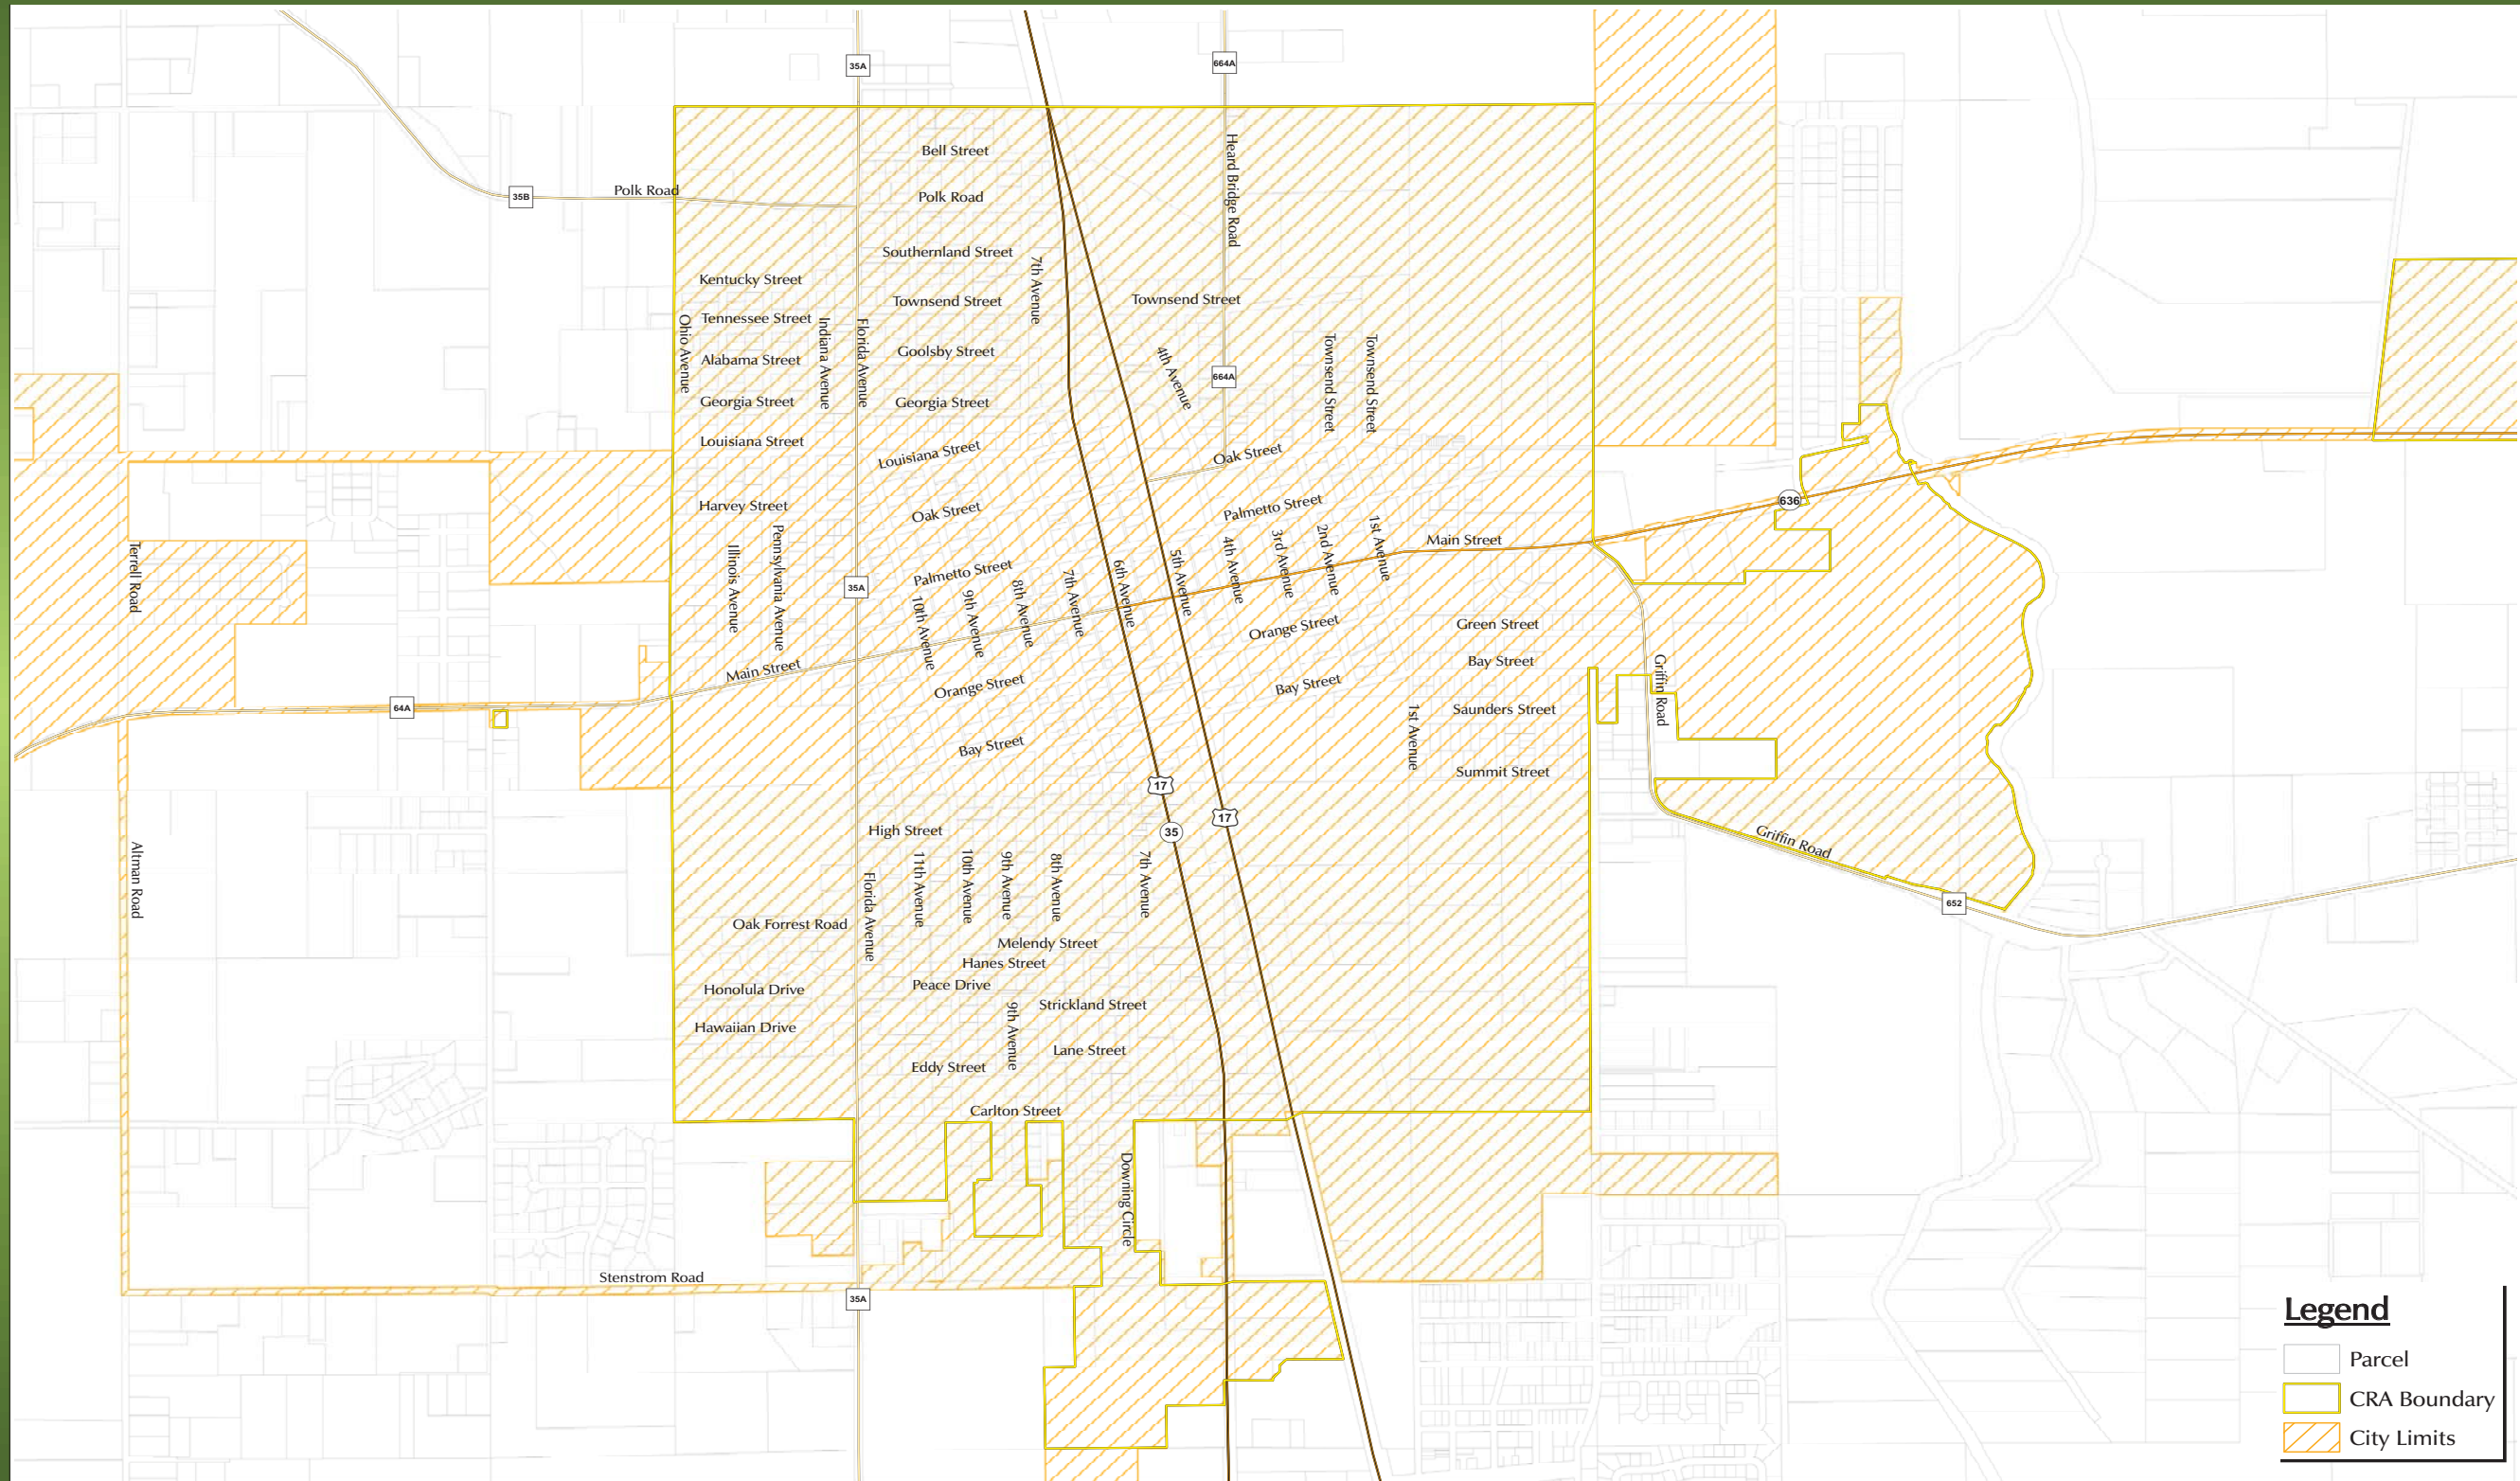 35A
664A
Bell Street
Heard Bridge Road
Polk Road
35B
Polk Road
Southernland Street
7th Avenue
Kentucky Street
Townsend Street
Townsend Street
Tennessee Street
Ohio Avenue
Indiana Avenue
Florida Avenue
Goolsby Street
4th Avenue
Townsend Street
Townsend Street
Alabama Street
664A
Georgia Street
Georgia Street
Louisiana Street
Louisiana Street
Oak Street
Harvey Street
Oak Street
Palmetto Street
636
Main Street
Terrell Road
Illinois Avenue
Pennsylvania Avenue
Palmetto Street
35A
10th Avenue
9th Avenue
8th Avenue
7th Avenue
6th Avenue
5th Avenue
4th Avenue
3rd Avenue
2nd Avenue
1st Avenue
Orange Street
Green Street
Main Street
Bay Street
Griffin Road
Orange Street
Bay Street
64A
1st Avenue
Saunders Street
Bay Street
Summit Street
17
17
35
High Street
Griffin Road
Altman Road
Florida Avenue
11th Avenue
10th Avenue
9th Avenue
8th Avenue
7th Avenue
652
Oak Forrest Road
Melendy Street
Hanes Street
Peace Drive
Honolula Drive
Strickland Street
9th Avenue
Hawaiian Drive
Lane Street
Eddy Street
Carlton Street
Downing Circle
Stenstrom Road
35A
Legend
Parcel
CRA Boundary
City Limits